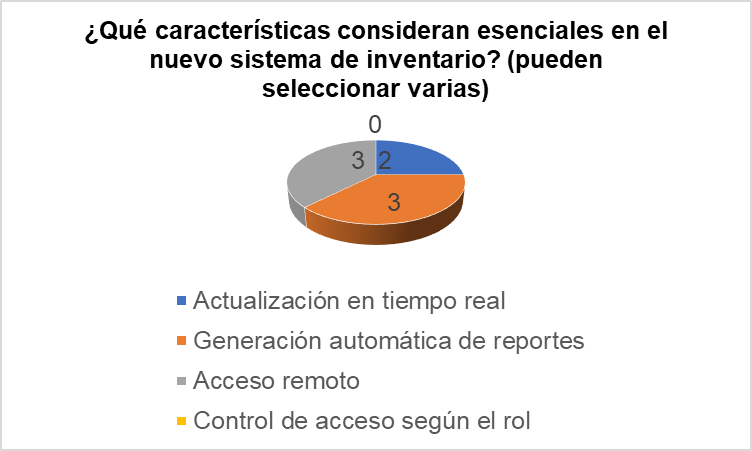 ¿Qué características consideran esenciales en el
nuevo sistema de inventario? (pueden
seleccionar varias)
0
3
2
3
Actualización en tiempo real
Generación automática de reportes
Acceso remoto
Control de acceso según el rol